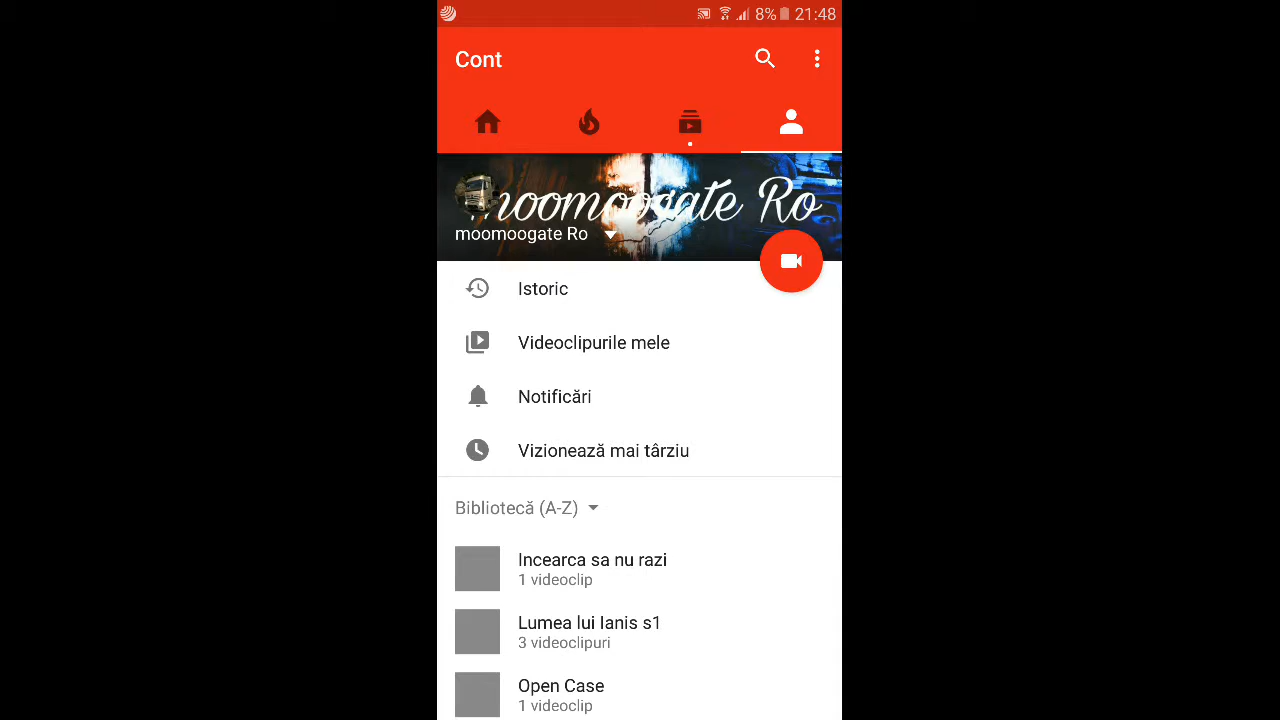 8% 21:48
Cont
moomoogate Ro
moomoogate Ro
Istoric
Videoclipurile mele
Notificări
Vizionează mai târziu
Bibliotecă (A-Z)
Incearca sa nu razi
1 videoclip
Lumea lui Ianis s1
3 videoclipuri
Open Case
1 videoclip